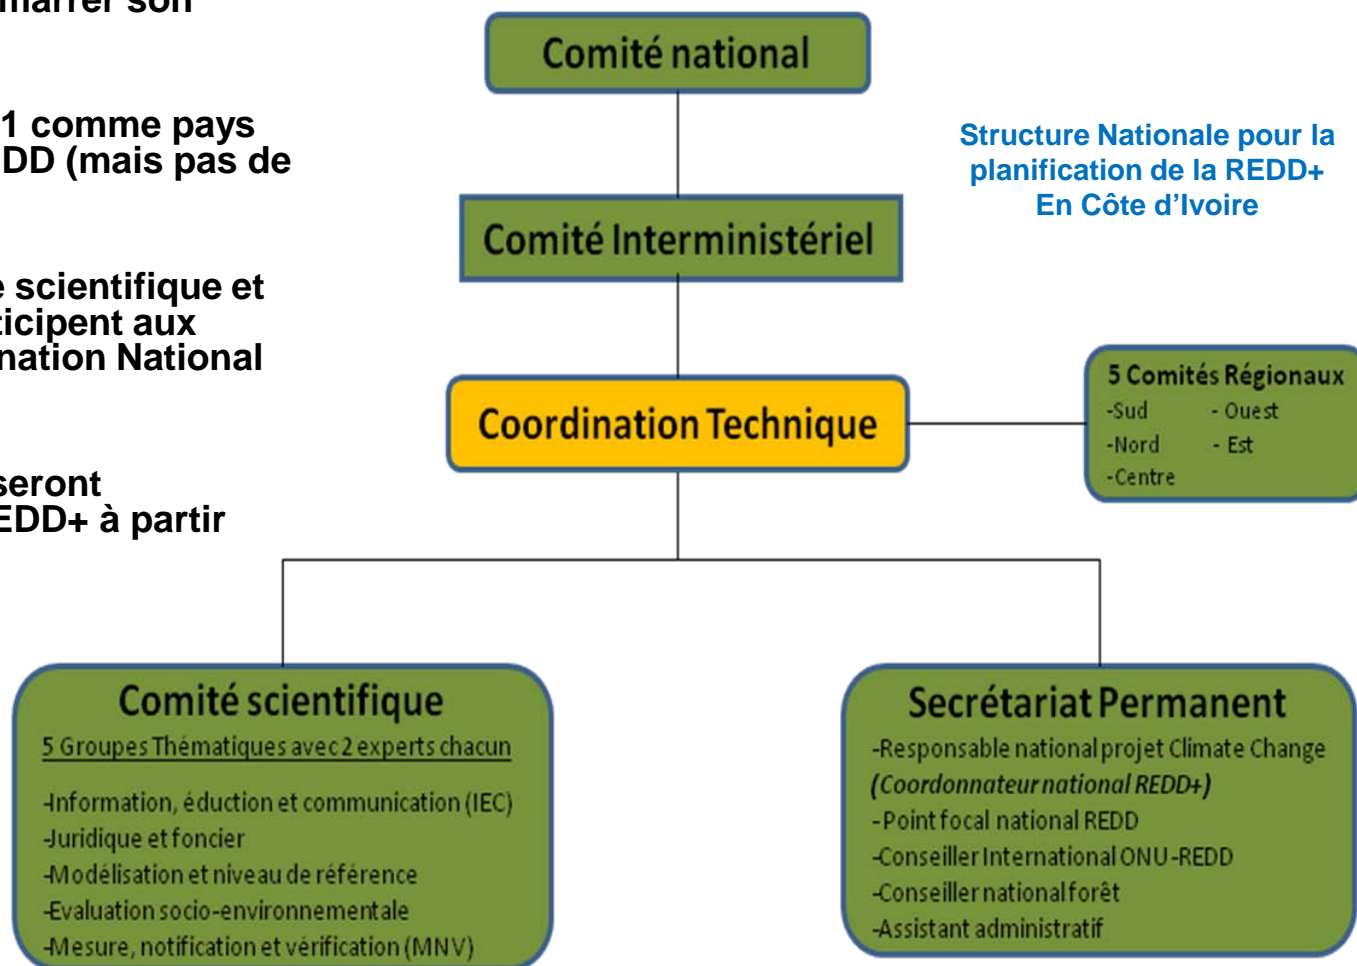 marrer son
1 comme pays
DD (mais pas de
e scientifique et
ticipent aux
nation National
seront
EDD+ à partir
Comité national
Structure Nationale pour la
planification de la REDD+
En Côte d’Ivoire
Comité Interministériel
Coordination Technique
5 Comités Régionaux
-Sud - Ouest
-Nord - Est
-Centre
Comité scientifique
5 Groupes Thématiques avec 2 experts chacun
-Information, éduction et communication (IEC)
-Juridique et foncier
-Modélisation et niveau de référence
-Evaluation socio-environnementale
-Mesure, notification et vérification (MNV)
Secrétariat Permanent
-Responsable national projet Climate Change
(Coordonnateur national REDD+)
-Point focal national REDD
-Conseiller International ONU-REDD
-Conseiller national forêt
-Assistant administratif